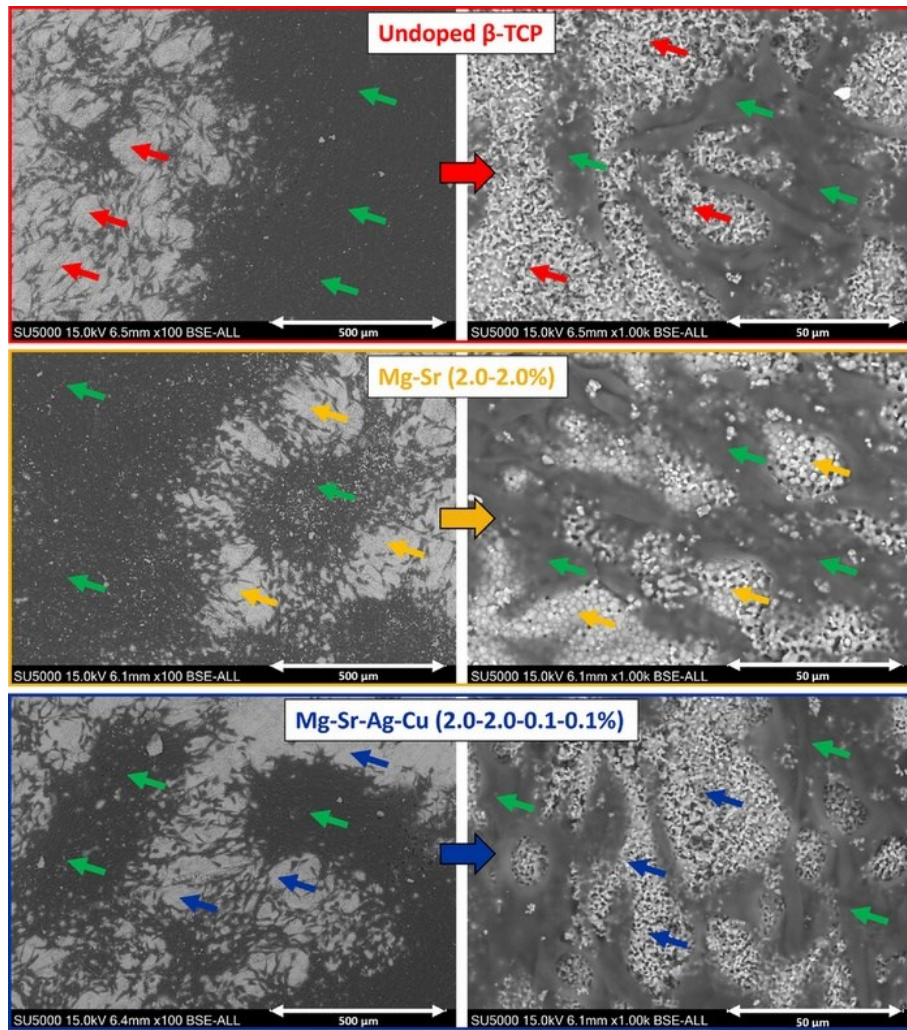 Undoped β-TCP
SU5000 15.0kV 6.5mm x100 BSE-ALL
500 μm
SU5000 15.0kV 6.5mm x1.00k BSE-ALL
50 μm
Mg-Sr (2.0-2.0%)
SU5000 15.0kV 6.1mm x100 BSE-ALL
500 μm
SU5000 15.0kV 6.1mm x1.00k BSE-ALL
50 μm
Mg-Sr-Ag-Cu (2.0-2.0-0.1-0.1%)
SU5000 15.0kV 6.4mm x100 BSE-ALL
500 μm
SU5000 15.0kV 6.1mm x1.00k BSE-ALL
50 μm